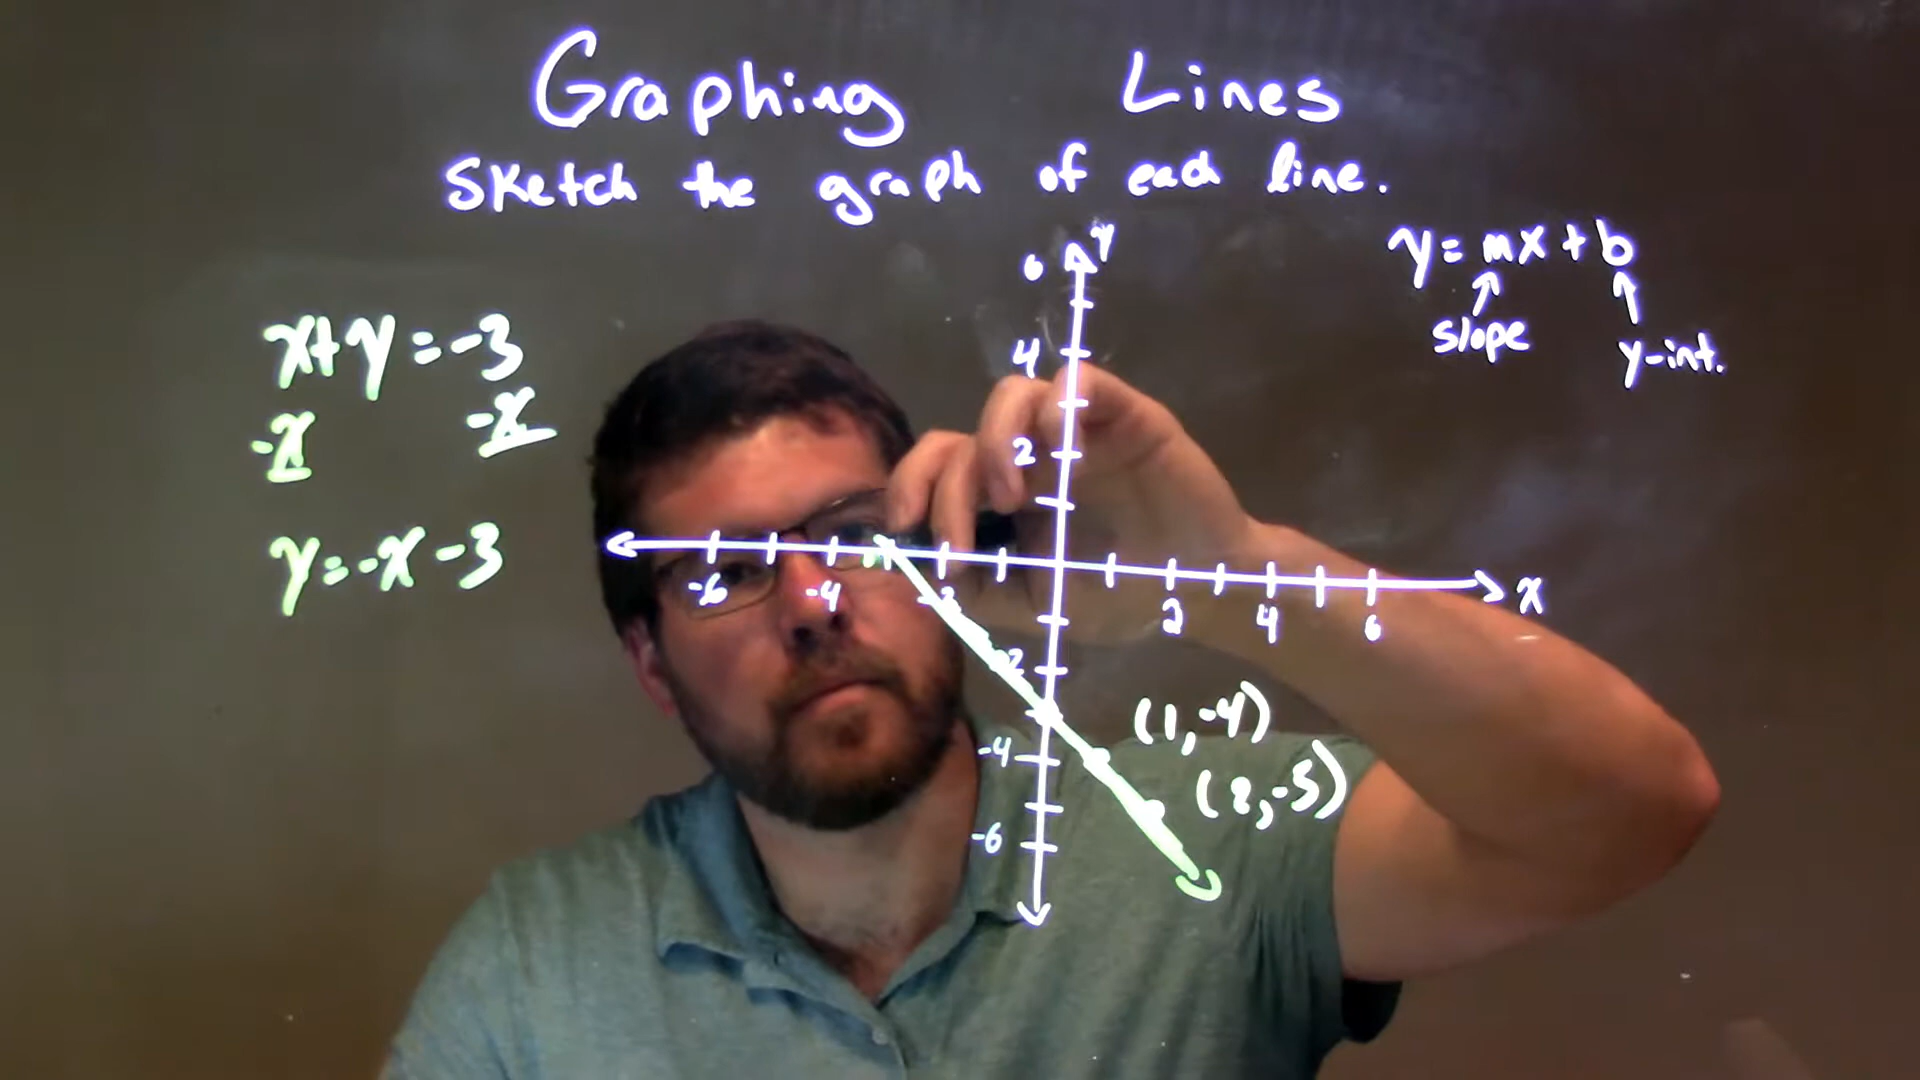 Graphing Lines
Sketch the graph of each line.
y = mx + b
slope
y-int.
x+y=-3
-x -x
y=-x-3
y
6
4
2
-6 -4 -2 2 4 6 x
-2
-4
-6
(1,-4)
(2,-5)